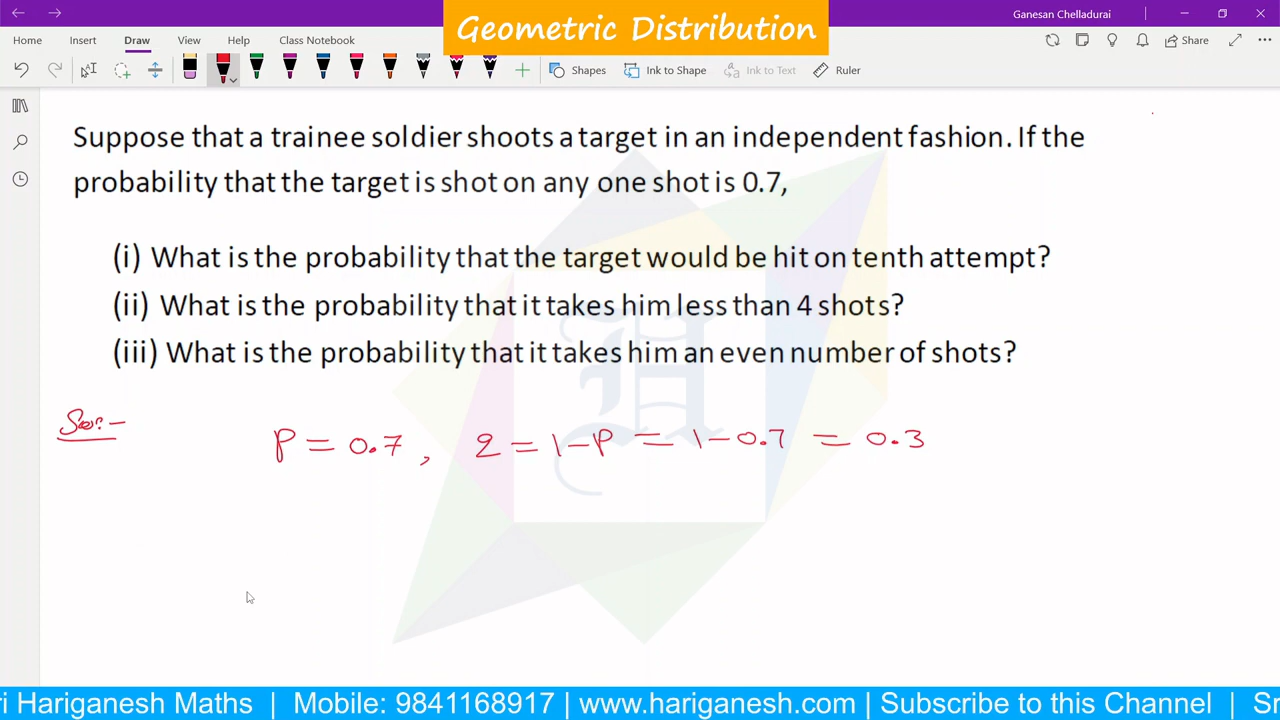 Geometric Distribution
Ganesan Chelladurai
Home Insert Draw View Help Class Notebook
Share
Shapes Ink to Shape Ink to Text Ruler
Suppose that a trainee soldier shoots a target in an independent fashion. If the
probability that the target is shot on any one shot is 0.7,
(i) What is the probability that the target would be hit on tenth attempt?
(ii) What is the probability that it takes him less than 4 shots?
(iii) What is the probability that it takes him an even number of shots?
P = 0.7, q = 1-P = 1-0.7 = 0.3
ri Hariganesh Maths | Mobile: 9841168917 | www.hariganesh.com | Subscribe to this Channel | Sr